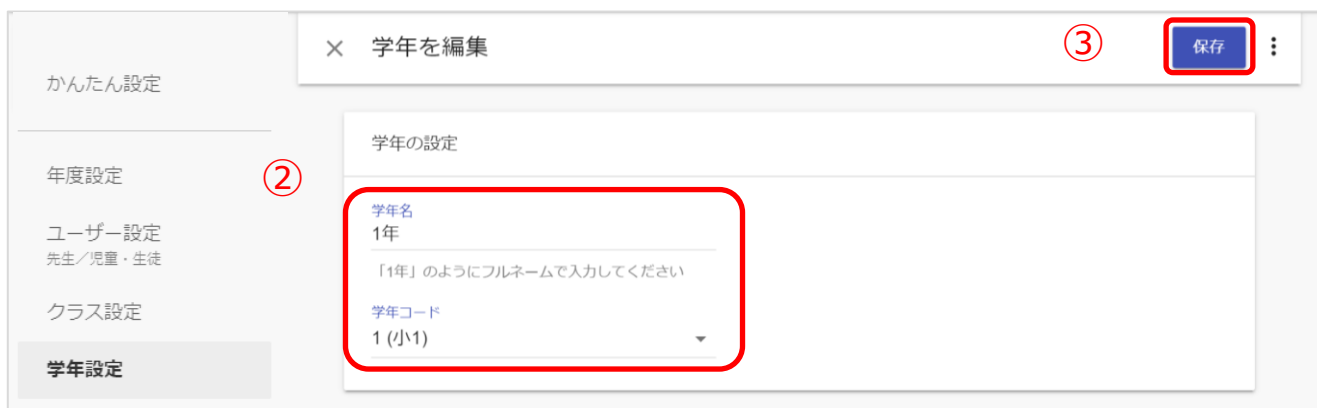 かんたん設定
年度設定
ユーザー設定
先生／児童・生徒
クラス設定
学年設定
× 学年を編集
③
保存
学年の設定
②
学年名
1年
「1年」のようにフルネームで入力してください
学年コード
1 (小1)